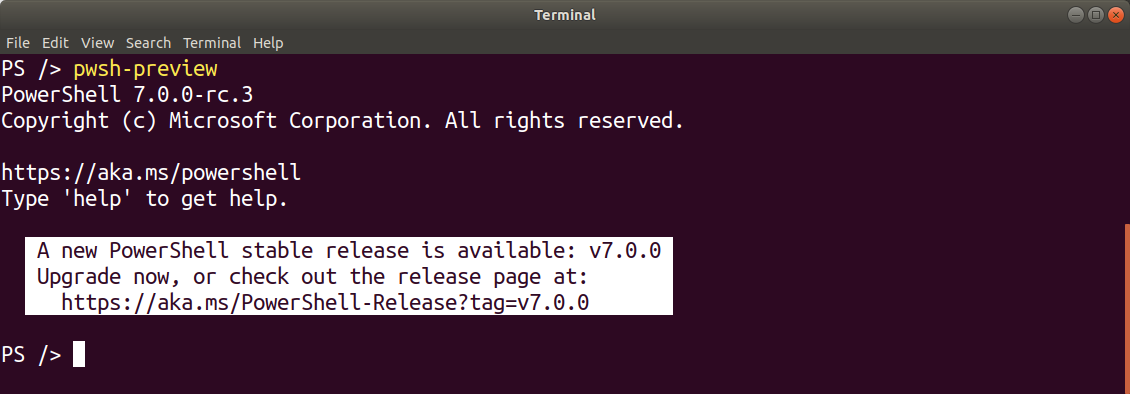 Terminal
File Edit View Search Terminal Help
PS /> pwsh-preview
PowerShell 7.0.0-rc.3
Copyright (c) Microsoft Corporation. All rights reserved.
https://aka.ms/powershell
Type 'help' to get help.
A new PowerShell stable release is available: v7.0.0
Upgrade now, or check out the release page at:
https://aka.ms/PowerShell-Release?tag=v7.0.0
PS />